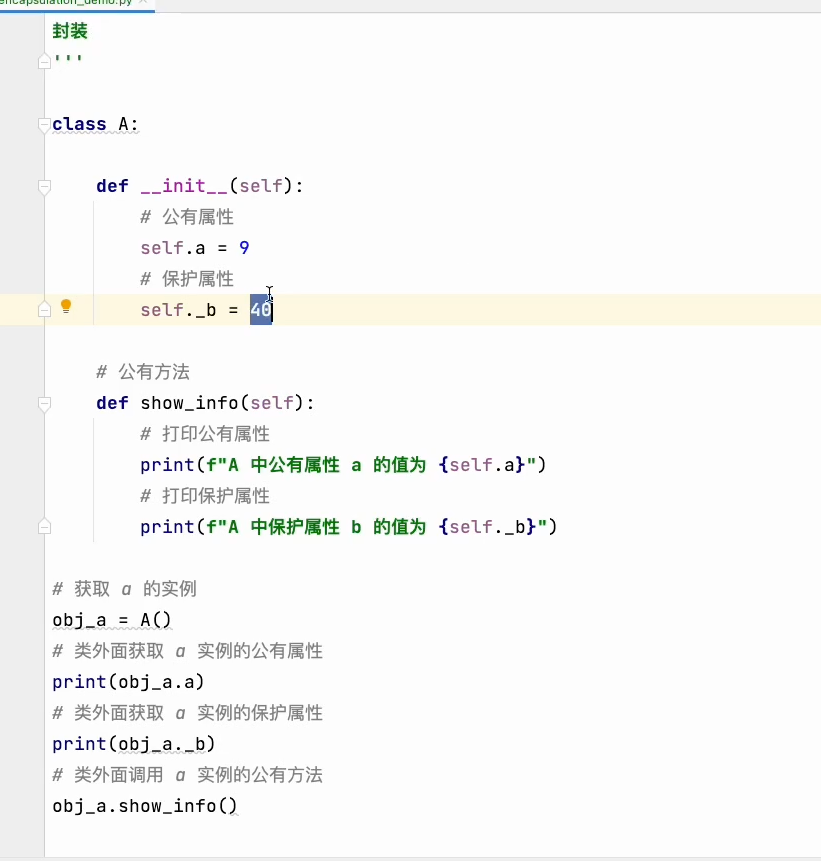 encapsulation_demo.py
封装
'''
class A:
def __init__(self):
# 公有属性
self.a = 9
# 保护属性
self._b = 40
# 公有方法
def show_info(self):
# 打印公有属性
print(f"A 中公有属性 a 的值为 {self.a}")
# 打印保护属性
print(f"A 中保护属性 b 的值为 {self._b}")
# 获取 a 的实例
obj_a = A()
# 类外面获取 a 实例的公有属性
print(obj_a.a)
# 类外面获取 a 实例的保护属性
print(obj_a._b)
# 类外面调用 a 实例的公有方法
obj_a.show_info()